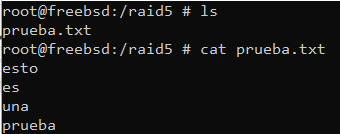 root@freebsd:/raid5 # ls
prueba.txt
root@freebsd:/raid5 # cat prueba.txt
esto
es
una
prueba